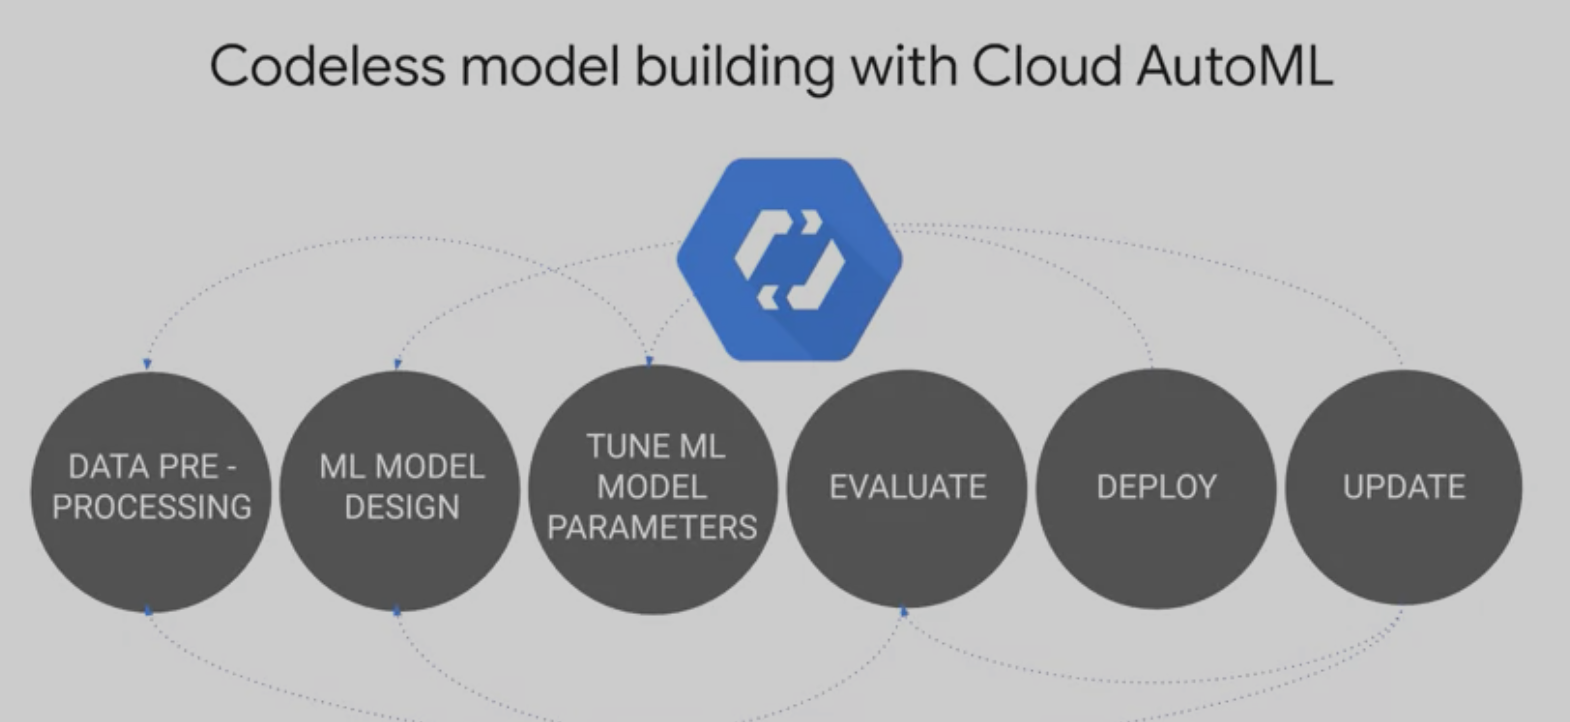 Codeless model building with Cloud AutoML
DATA PRE -
PROCESSING
ML MODEL
DESIGN
TUNE ML
MODEL
PARAMETERS
EVALUATE
DEPLOY
UPDATE